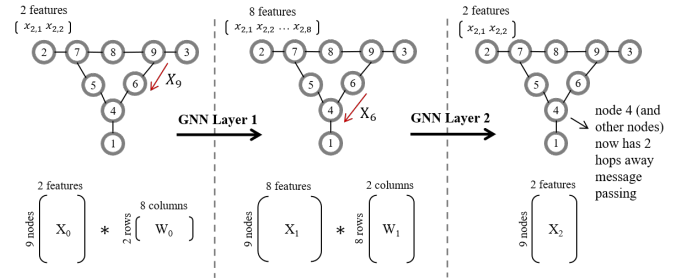 2 features
{ x2,1 x2,2 }
2 7 8 9 3
5 6 X9
4
1
GNN Layer 1
2 features
9 nodes
X0
*
8 columns
2 rows
W0
8 features
{ x2,1 x2,2 ... x2,8 }
2 7 8 9 3
5 6
4 X6
1
GNN Layer 2
8 features
9 nodes
X1
*
2 columns
8 rows
W1
2 features
{ x2,1 x2,2 }
2 7 8 9 3
5 6
4
1
node 4 (and
other nodes)
now has 2
hops away
message
passing
2 features
9 nodes
X2